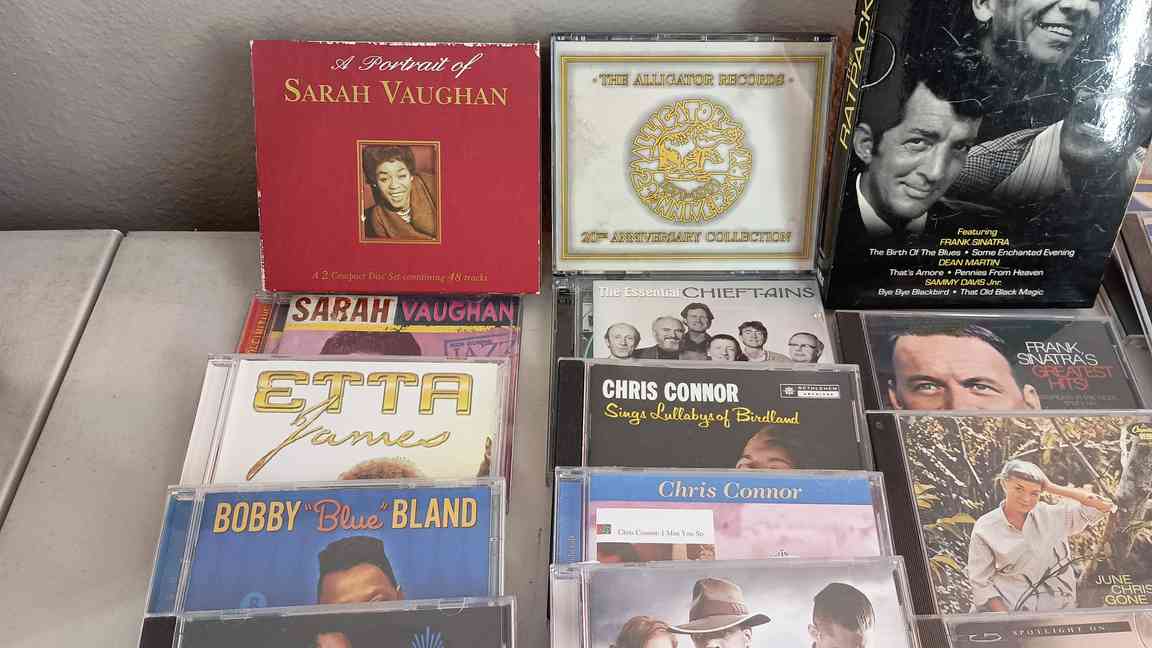 A Portrait of
SARAH VAUGHAN
A 2 Compact Disc Set containing 48 tracks
· THE ALLIGATOR RECORDS ·
20TH ANNIVERSARY COLLECTION
RATPACK
Featuring
FRANK SINATRA
The Birth Of The Blues • Some Enchanted Evening
DEAN MARTIN
That's Amore • Pennies From Heaven
SAMMY DAVIS Jnr.
Bye Bye Blackbird • That Old Black Magic
SARAH VAUGHAN
JAZZ
The Essential CHIEFTAINS
FRANK
SINATRA'S
GREATEST
HITS!
ETTA
James
CHRIS CONNOR
BETHLEHEM
Sings Lullabys of Birdland
BOBBY "Blue" BLAND
Chris Connor
Chris Connor: I Miss You So
JUNE CHRIS
GONE
SPOTLIGHT ON